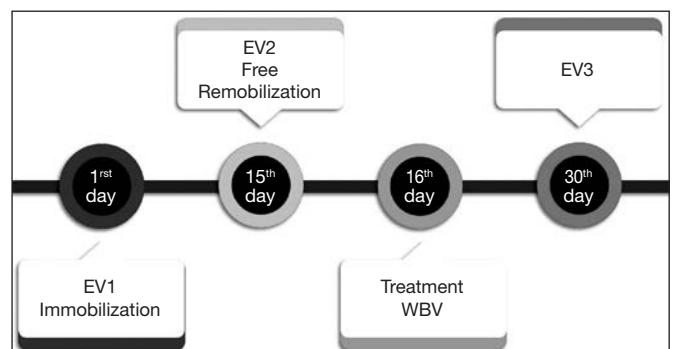 EV2
Free
Remobilization
EV3
1rst
day
15th
day
16th
day
30th
day
EV1
Immobilization
Treatment
WBV